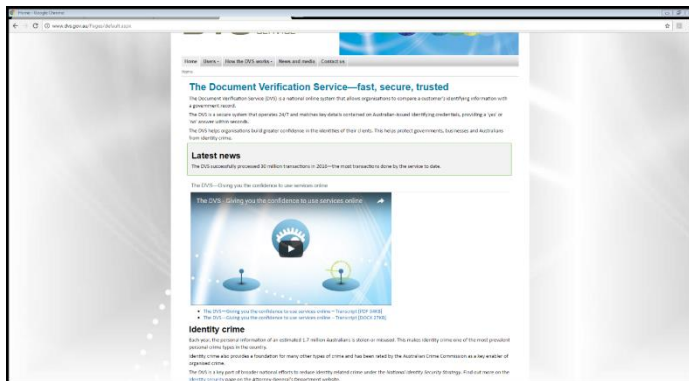 Home - Google Chrome
www.dvs.gov.au/Pages/default.aspx
SERVICE
Home Users How the DVS works News and media Contact us
Home
The Document Verification Service—fast, secure, trusted
The Document Verification Service (DVS) is a national online system that allows organisations to compare a customer's identifying information with
a government record.
The DVS is a secure system that operates 24/7 and matches key details contained on Australian-issued identifying credentials, providing a 'yes' or
'no' answer within seconds.
The DVS helps organisations build greater confidence in the identities of their clients. This helps protect governments, businesses and Australians
from identity crime.
Latest news
The DVS successfully processed 30 million transactions in 2016—the most transactions done by the service to date.
The DVS—Giving you the confidence to use services online
The DVS - Giving you the confidence to use services online
The DVS—Giving you the confidence to use services online – Transcript [PDF
The DVS—Giving you the confidence to use services online – Transcript [DOCX 27KB]
Identity crime
Each year, the personal information of an estimated 1.7 million Australians is stolen or misused. This makes identity crime one of the most prevalent
personal crime types in the country.
Identity crime also provides a foundation for many other types of crime and has been listed by the Australian Crime Commission as a key enabler of
organised crime.
The DVS is a key part of broader national efforts to reduce identity related crime under the National Identity Security Strategy. Find out more on the
identity security page on the Attorney-General's Department website.